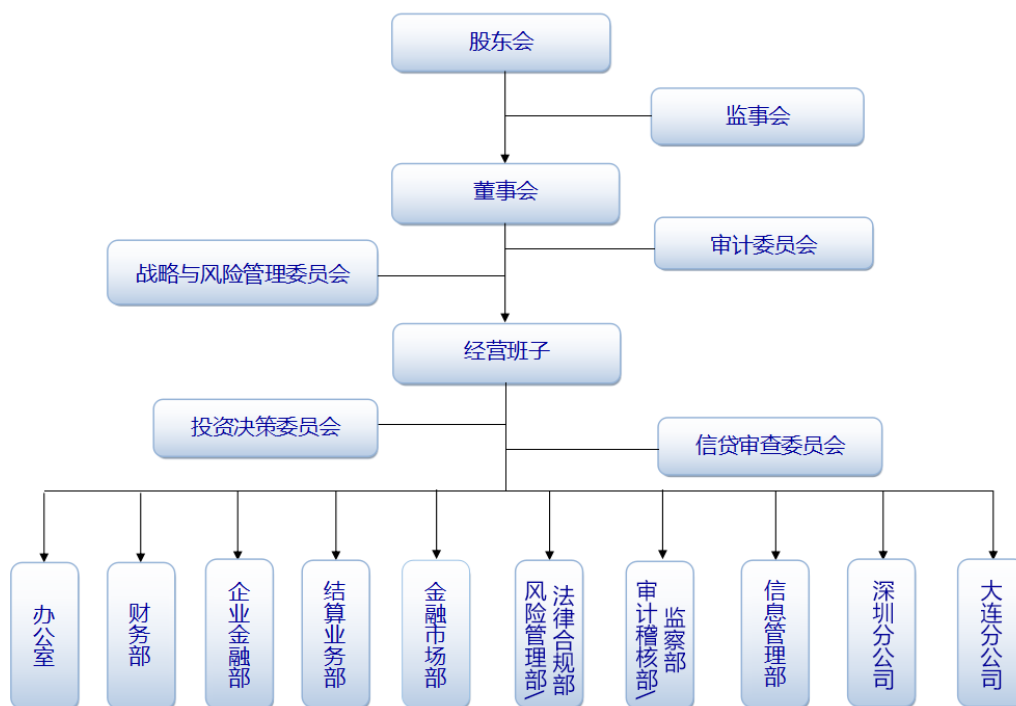 股东会
监事会
董事会
审计委员会
战略与风险管理委员会
经营班子
投资决策委员会
信贷审查委员会
办公室
财务部
企业金融部
结算业务部
金融市场部
风险管理部\
法律合规部
审计稽核部\
监察部
信息管理部
深圳分公司
大连分公司